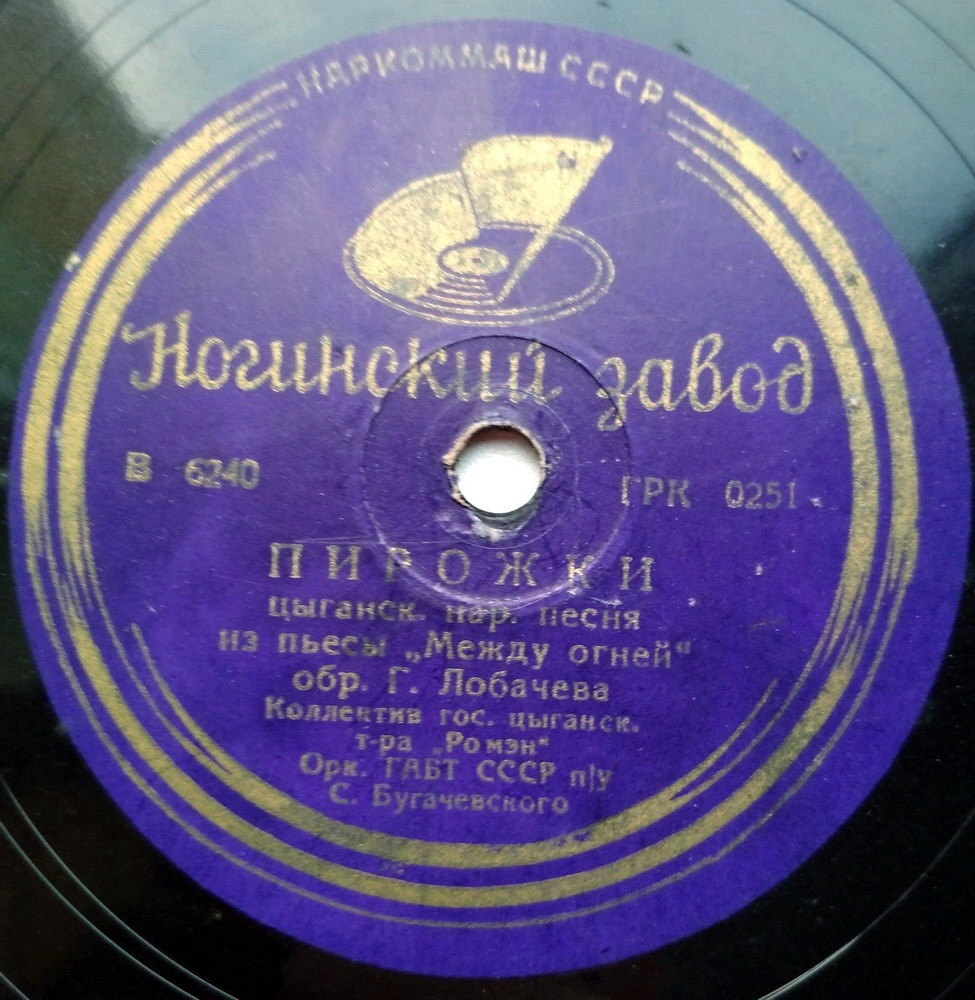 НАРКОММАШ СССР
Ногинский завод
В 6240 ГРК 0251
ПИРОЖКИ
цыганск. нар. песня
из пьесы „Между огней“
обр. Г. Лобачева
Коллектив гос. цыганск.
т-ра „Ромэн“
Орк. ГАБТ СССР п/у
С. Бугачевского